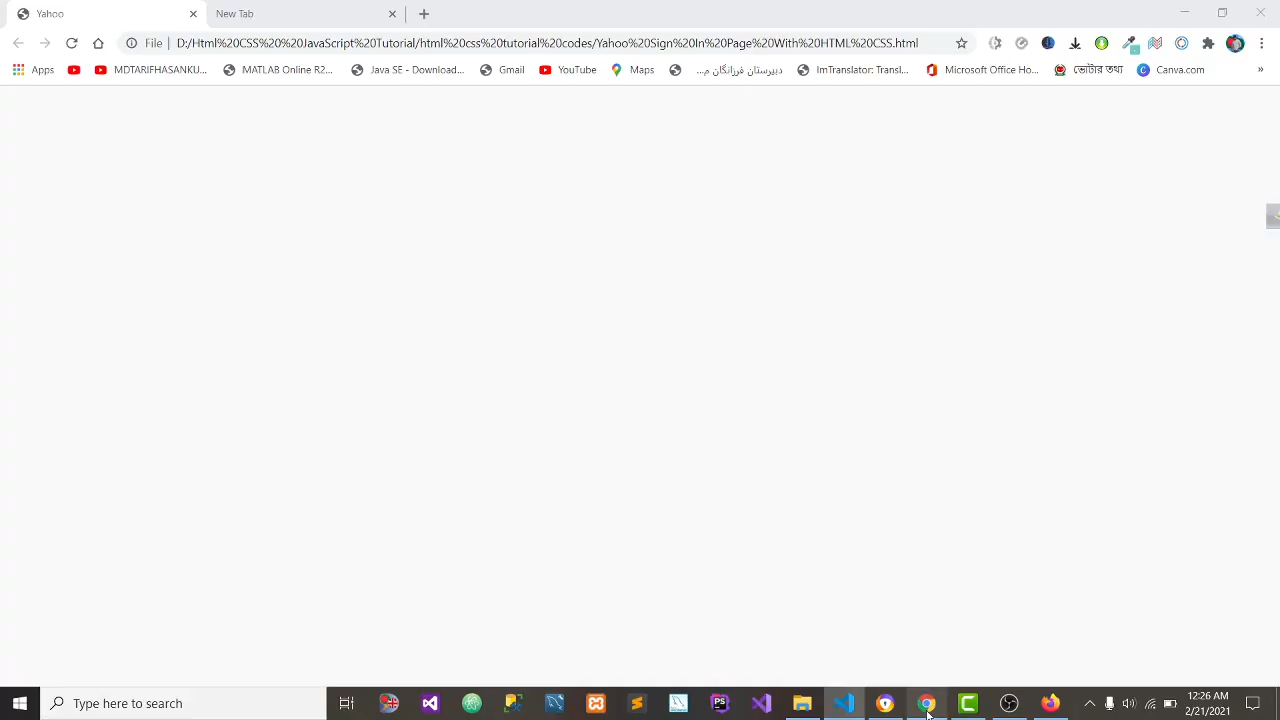 Yahoo
New Tab
File D:/Html%20CSS%20%20JavaScript%20Tutorial/html%20css%20tutorial%20codes/Yahoo%20Sign%20In%20Page%20With%20HTML%20CSS.html
Apps MDTARIFHASANKU... MATLAB Online R2... Java SE - Download... Gmail YouTube Maps دبیرستان فرزانگان م... ImTranslator: Transl... Microsoft Office Ho... ভোটার তথ্য Canva.com »
Type here to search
PS
12:26 AM
2/21/2021